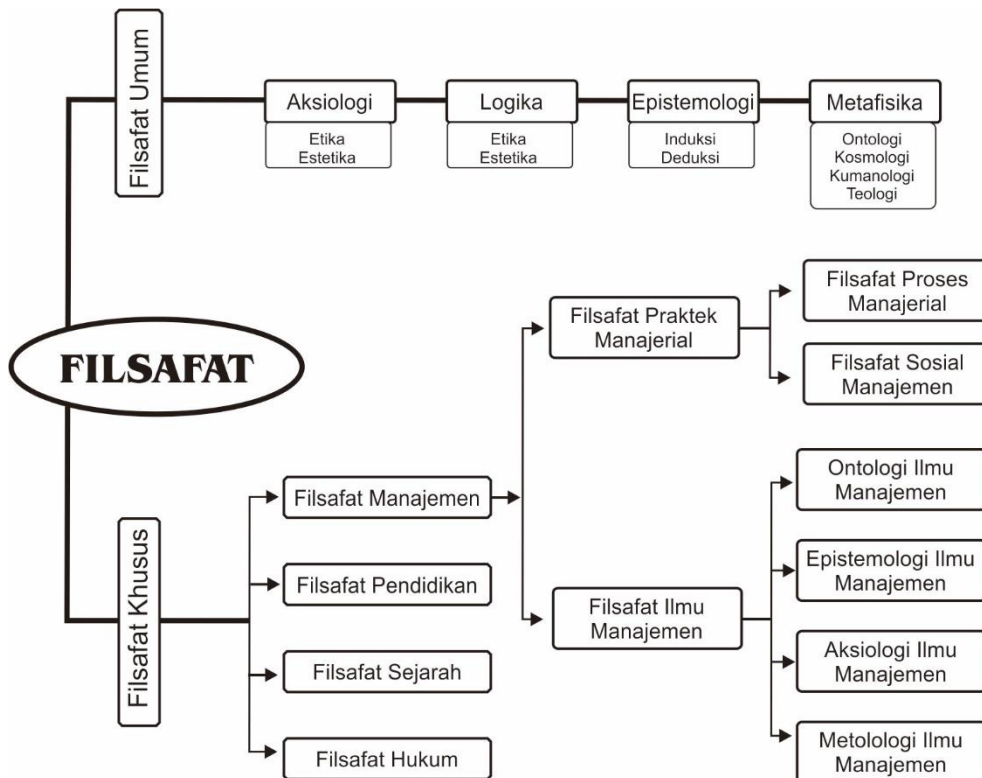 Filsafat Umum
Aksiologi
Etika
Estetika
Logika
Etika
Estetika
Epistemologi
Induksi
Deduksi
Metafisika
Ontologi
Kosmologi
Kumanologi
Teologi
FILSAFAT
Filsafat Khusus
Filsafat Manajemen
Filsafat Pendidikan
Filsafat Sejarah
Filsafat Hukum
Filsafat Praktek
Manajerial
Filsafat Ilmu
Manajemen
Filsafat Proses
Manajerial
Filsafat Sosial
Manajemen
Ontologi Ilmu
Manajemen
Epistemologi Ilmu
Manajemen
Aksiologi Ilmu
Manajemen
Metolologi Ilmu
Manajemen